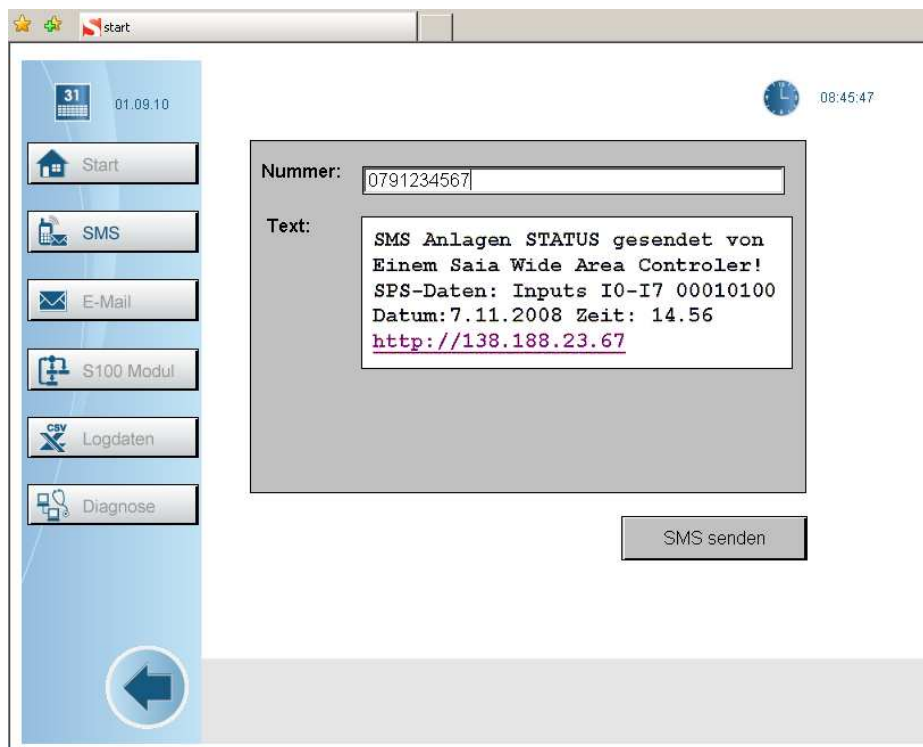 start
31
01.09.10
08:45:47
Start
SMS
E-Mail
S100 Modul
CSV
Logdaten
Diagnose
Nummer:
0791234567
Text:
SMS Anlagen STATUS gesendet von
Einem Saia Wide Area Controler!
SPS-Daten: Inputs I0-I7 00010100
Datum:7.11.2008 Zeit: 14.56
http://138.188.23.67
SMS senden